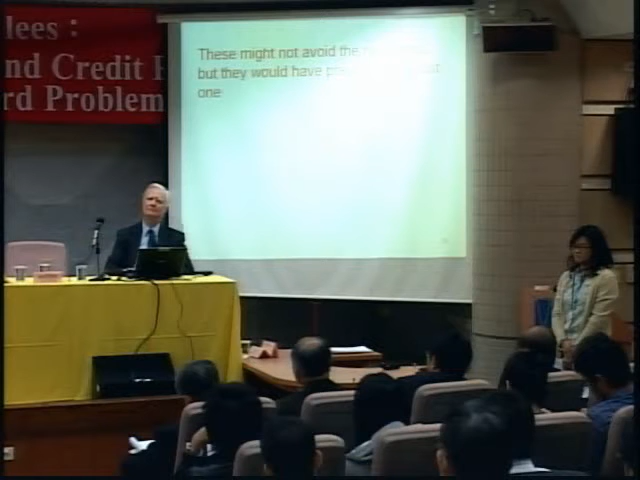 lees :
nd Credit
rd Problem
These might not avoid the
but they would have
one